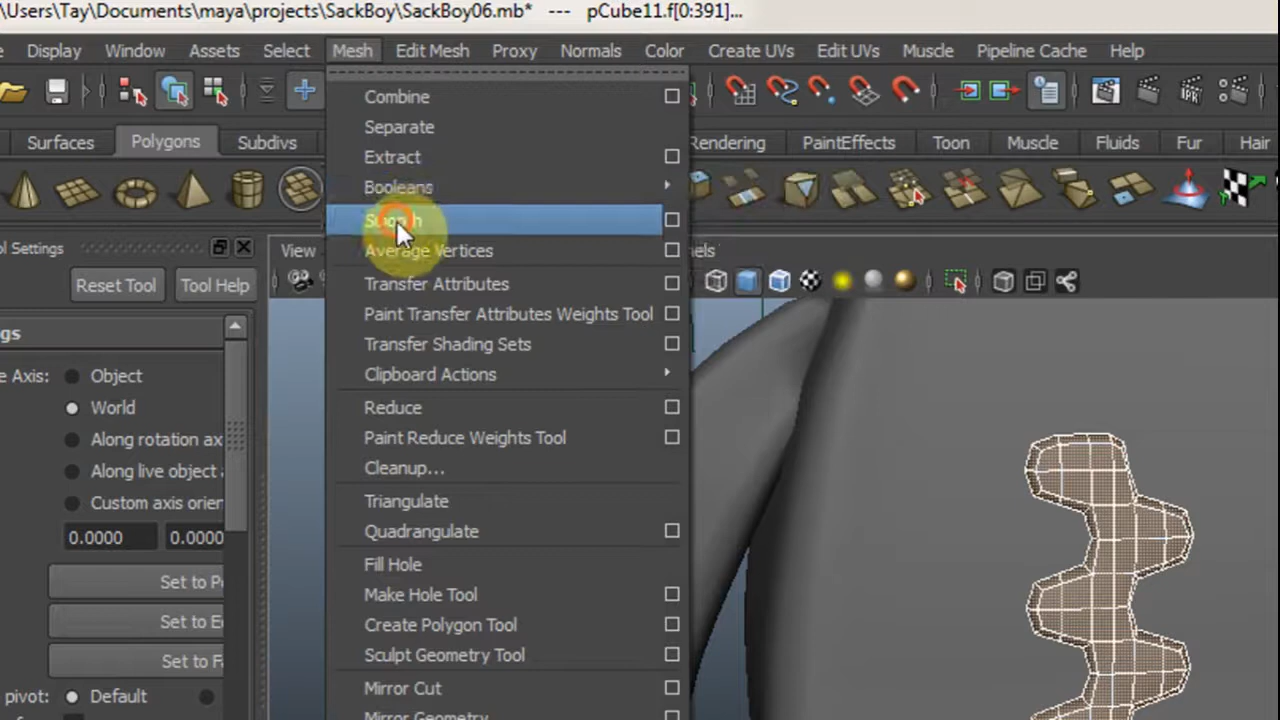 \Users\Tay\Documents\maya\projects\SackBoy\SackBoy06.mb* --- pCube11.f[0:391]...
Display Window Assets Select Mesh Edit Mesh Proxy Normals Color Create UVs Edit UVs Muscle Pipeline Cache Help
IPR
Surfaces Polygons Subdivs Rendering PaintEffects Toon Muscle Fluids Fur Hair
Combine
Separate
Extract
Booleans
Average Vertices
Transfer Attributes
Paint Transfer Attributes Weights Tool
Transfer Shading Sets
Clipboard Actions
Reduce
Paint Reduce Weights Tool
Cleanup...
Triangulate
Quadrangulate
Fill Hole
Make Hole Tool
Create Polygon Tool
Sculpt Geometry Tool
Mirror Cut
Mirror Geometry
ol Settings
View
nels
Reset Tool Tool Help
gs
e Axis: Object
World
Along rotation ax
Along live object
Custom axis orien
0.0000 0.0000
Set to P
Set to E
Set to F
pivot: Default